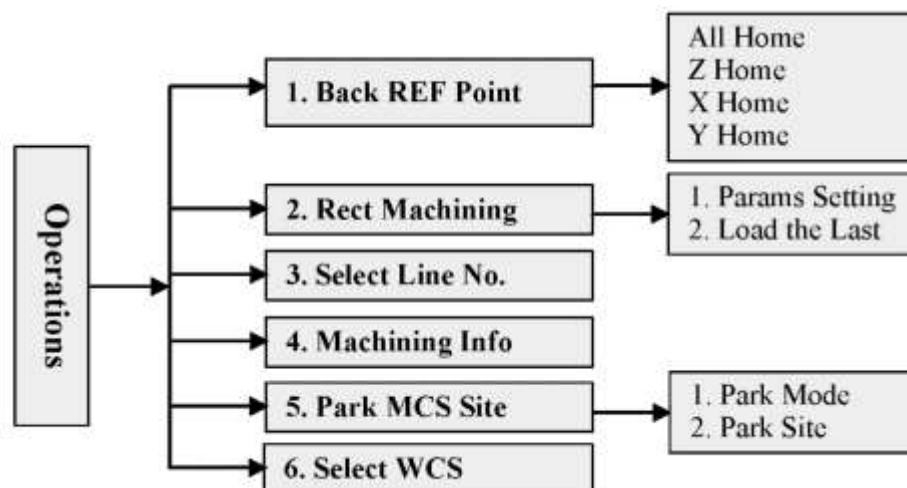 Operations
1. Back REF Point
All Home
Z Home
X Home
Y Home
2. Rect Machining
1. Params Setting
2. Load the Last
3. Select Line No.
4. Machining Info
5. Park MCS Site
1. Park Mode
2. Park Site
6. Select WCS